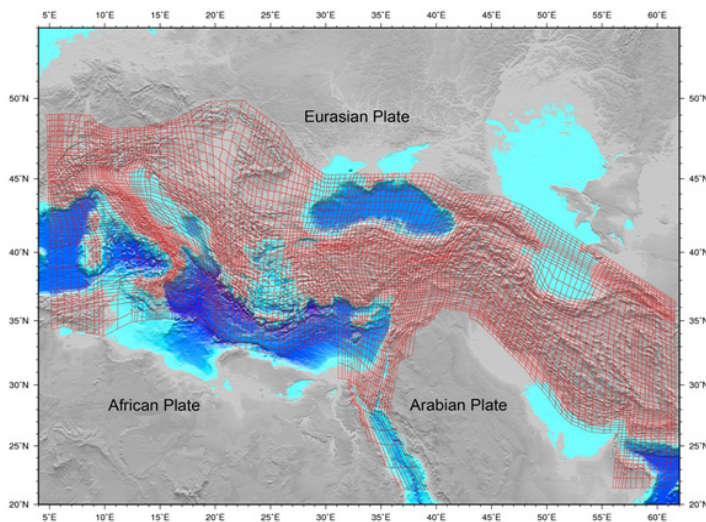 5˚E 10˚E 15˚E 20˚E 25˚E 30˚E 35˚E 40˚E 45˚E 50˚E 55˚E 60˚E
50˚N 50˚N
Eurasian Plate
45˚N 45˚N
40˚N 40˚N
35˚N 35˚N
30˚N 30˚N
African Plate Arabian Plate
25˚N 25˚N
20˚N 20˚N
5˚E 10˚E 15˚E 20˚E 25˚E 30˚E 35˚E 40˚E 45˚E 50˚E 55˚E 60˚E